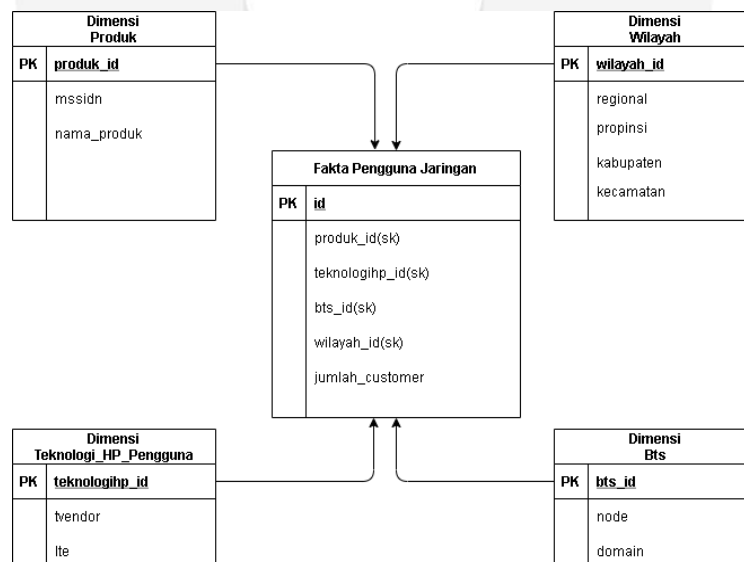 Dimensi
Produk
PK produk_id
mssidn
nama_produk
Dimensi
Wilayah
PK wilayah_id
regional
propinsi
kabupaten
kecamatan
Fakta Pengguna Jaringan
PK id
produk_id(sk)
teknologihp_id(sk)
bts_id(sk)
wilayah_id(sk)
jumlah_customer
Dimensi
Teknologi_HP_Pengguna
PK teknologihp_id
tvendor
lte
Dimensi
Bts
PK bts_id
node
domain